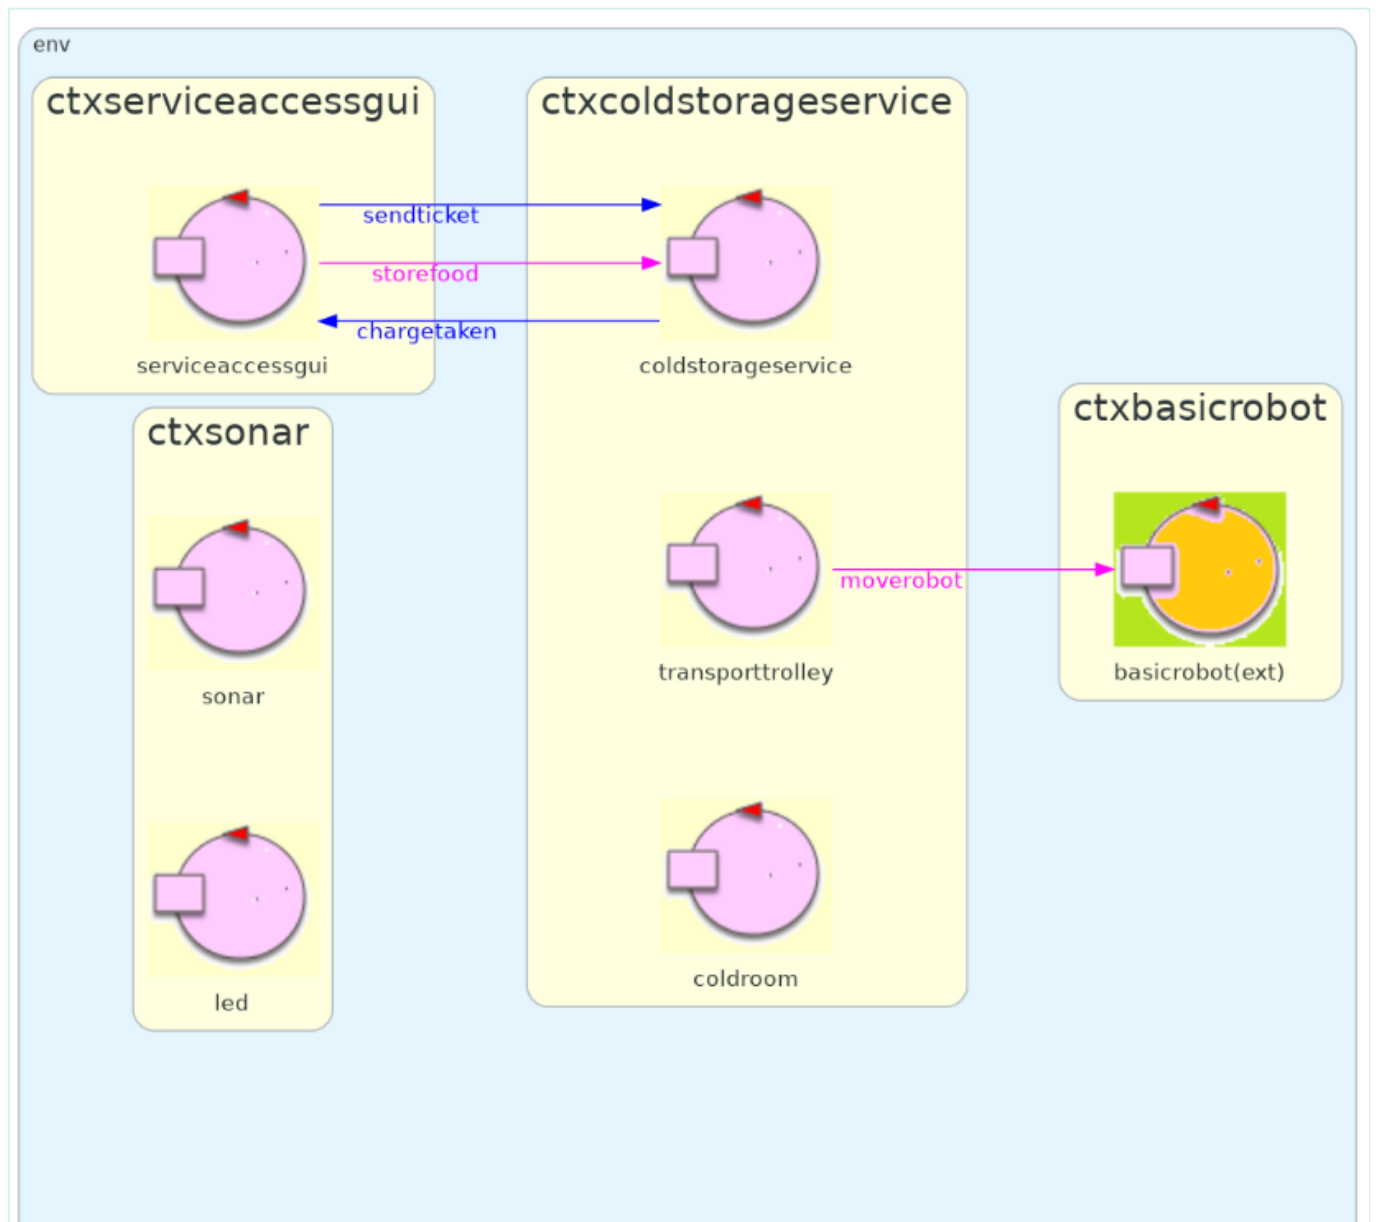 env
ctxserviceaccessgui
ctxcoldstorageservice
sendticket
storefood
chargetaken
serviceaccessgui
coldstorageservice
ctxsonar
ctxbasicrobot
moverobot
sonar
transporttrolley
basicrobot(ext)
led
coldroom